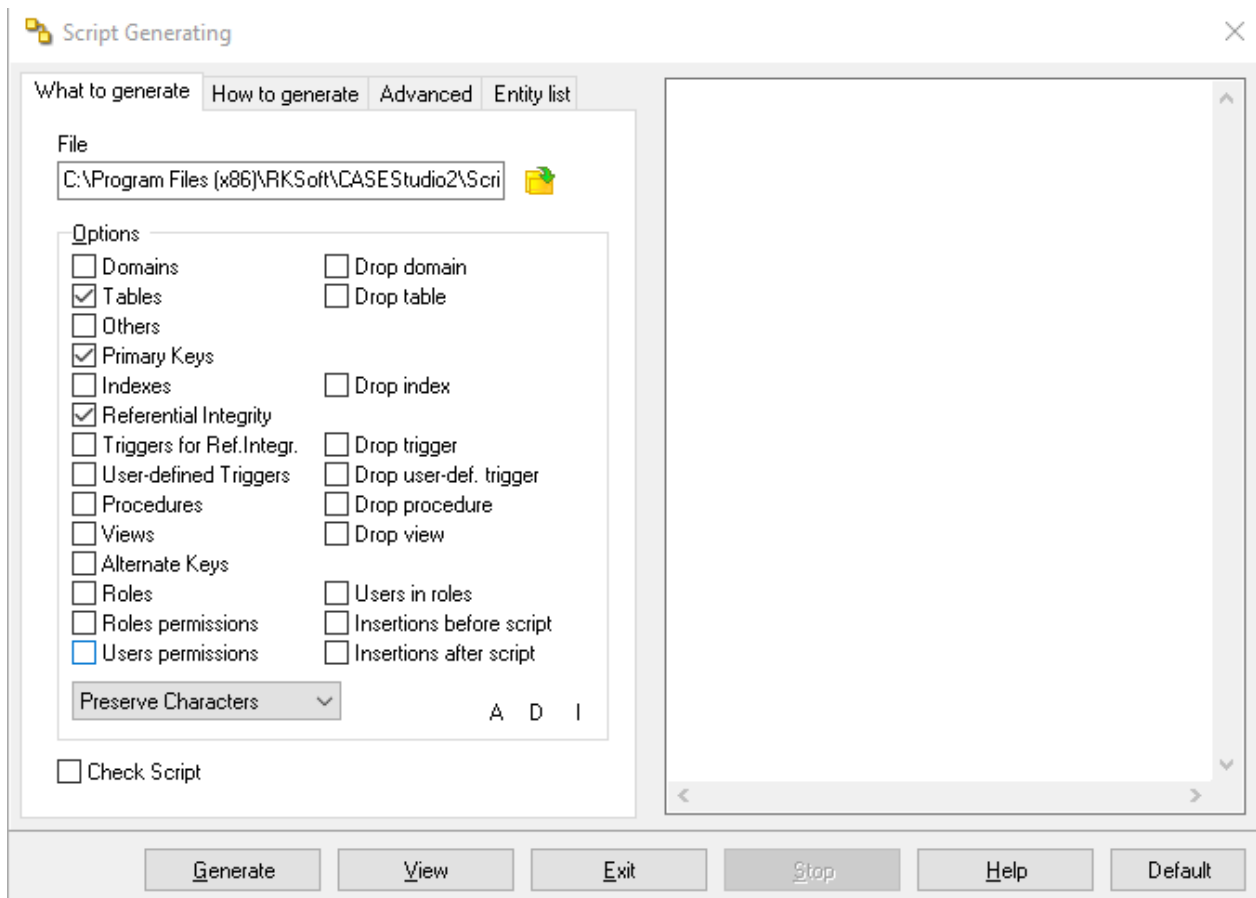 Script Generating
What to generate How to generate Advanced Entity list
File
C:\Program Files (x86)\RKSoft\CASEStudio2\Scri
Options
Domains Drop domain
Tables Drop table
Others
Primary Keys
Indexes Drop index
Referential Integrity
Triggers for Ref.Integr. Drop trigger
User-defined Triggers Drop user-def. trigger
Procedures Drop procedure
Views Drop view
Alternate Keys
Roles Users in roles
Roles permissions Insertions before script
Users permissions Insertions after script
Preserve Characters A D I
Check Script
Generate View Exit Stop Help Default